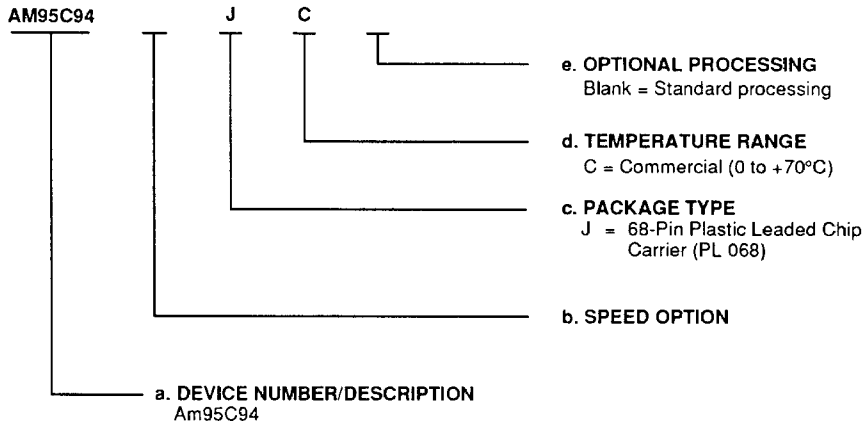 AM95C94 J C
e. OPTIONAL PROCESSING
Blank = Standard processing
d. TEMPERATURE RANGE
C = Commercial (0 to +70°C)
c. PACKAGE TYPE
J = 68-Pin Plastic Leaded Chip
Carrier (PL 068)
b. SPEED OPTION
a. DEVICE NUMBER/DESCRIPTION
Am95C94